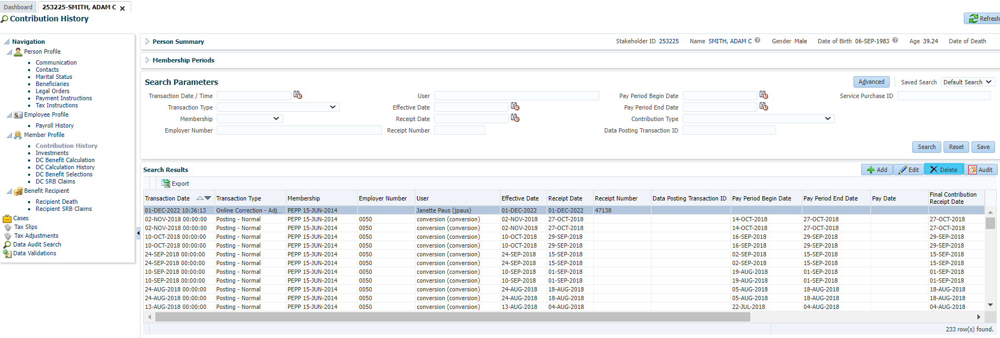 Dashboard 253225-SMITH, ADAM C
Contribution History
Refresh
Navigation
Person Profile
Communication
Contacts
Marital Status
Beneficiaries
Legal Orders
Payment Instructions
Tax Instructions
Employee Profile
Payroll History
Member Profile
Contribution History
Investments
DC Benefit Calculation
DC Calculation History
DC Benefit Selections
DC SRB Claims
Benefit Recipient
Recipient Death
Recipient SRB Claims
Cases
Tax Slips
Tax Adjustments
Data Audit Search
Data Validations
Person Summary Stakeholder ID 253225 Name SMITH, ADAM C Gender Male Date of Birth 06-SEP-1983 Age 39.24 Date of Death
Membership Periods
Search Parameters Advanced Saved Search Default Search
Transaction Date / Time User Pay Period Begin Date Service Purchase ID
Transaction Type Effective Date Pay Period End Date
Membership Receipt Date Contribution Type
Employer Number Receipt Number Data Posting Transaction ID
Search Reset Save
Search Results Add Edit Delete Audit
Export
Transaction Date Transaction Type Membership Employer Number User Effective Date Receipt Date Receipt Number Data Posting Transaction ID Pay Period Begin Date Pay Period End Date Pay Date Final Contribution Receipt Date
01-DEC-2022 10:36:13 Online Correction - Adj... PEPP 15-JUN-2014 Janette Paus (jpaus) 01-DEC-2022 01-DEC-2022 47138
02-NOV-2018 00:00:00 Posting - Normal PEPP 15-JUN-2014 0050 conversion (conversion) 02-NOV-2018 27-OCT-2018 14-OCT-2018 27-OCT-2018 27-OCT-2018
02-NOV-2018 00:00:00 Posting - Normal PEPP 15-JUN-2014 0050 conversion (conversion) 02-NOV-2018 27-OCT-2018 14-OCT-2018 27-OCT-2018 27-OCT-2018
10-OCT-2018 00:00:00 Posting - Normal PEPP 15-JUN-2014 0050 conversion (conversion) 10-OCT-2018 29-SEP-2018 16-SEP-2018 29-SEP-2018 29-SEP-2018
10-OCT-2018 00:00:00 Posting - Normal PEPP 15-JUN-2014 0050 conversion (conversion) 10-OCT-2018 29-SEP-2018 16-SEP-2018 29-SEP-2018 29-SEP-2018
24-SEP-2018 00:00:00 Posting - Normal PEPP 15-JUN-2014 0050 conversion (conversion) 24-SEP-2018 15-SEP-2018 02-SEP-2018 15-SEP-2018 15-SEP-2018
24-SEP-2018 00:00:00 Posting - Normal PEPP 15-JUN-2014 0050 conversion (conversion) 24-SEP-2018 15-SEP-2018 02-SEP-2018 15-SEP-2018 15-SEP-2018
10-SEP-2018 00:00:00 Posting - Normal PEPP 15-JUN-2014 0050 conversion (conversion) 10-SEP-2018 01-SEP-2018 19-AUG-2018 01-SEP-2018 01-SEP-2018
10-SEP-2018 00:00:00 Posting - Normal PEPP 15-JUN-2014 0050 conversion (conversion) 10-SEP-2018 01-SEP-2018 19-AUG-2018 01-SEP-2018 01-SEP-2018
24-AUG-2018 00:00:00 Posting - Normal PEPP 15-JUN-2014 0050 conversion (conversion) 24-AUG-2018 18-AUG-2018 05-AUG-2018 18-AUG-2018 18-AUG-2018
24-AUG-2018 00:00:00 Posting - Normal PEPP 15-JUN-2014 0050 conversion (conversion) 24-AUG-2018 18-AUG-2018 05-AUG-2018 18-AUG-2018 18-AUG-2018
13-AUG-2018 00:00:00 Posting - Normal PEPP 15-JUN-2014 0050 conversion (conversion) 13-AUG-2018 04-AUG-2018 22-JUL-2018 04-AUG-2018 04-AUG-2018
233 row(s) found.